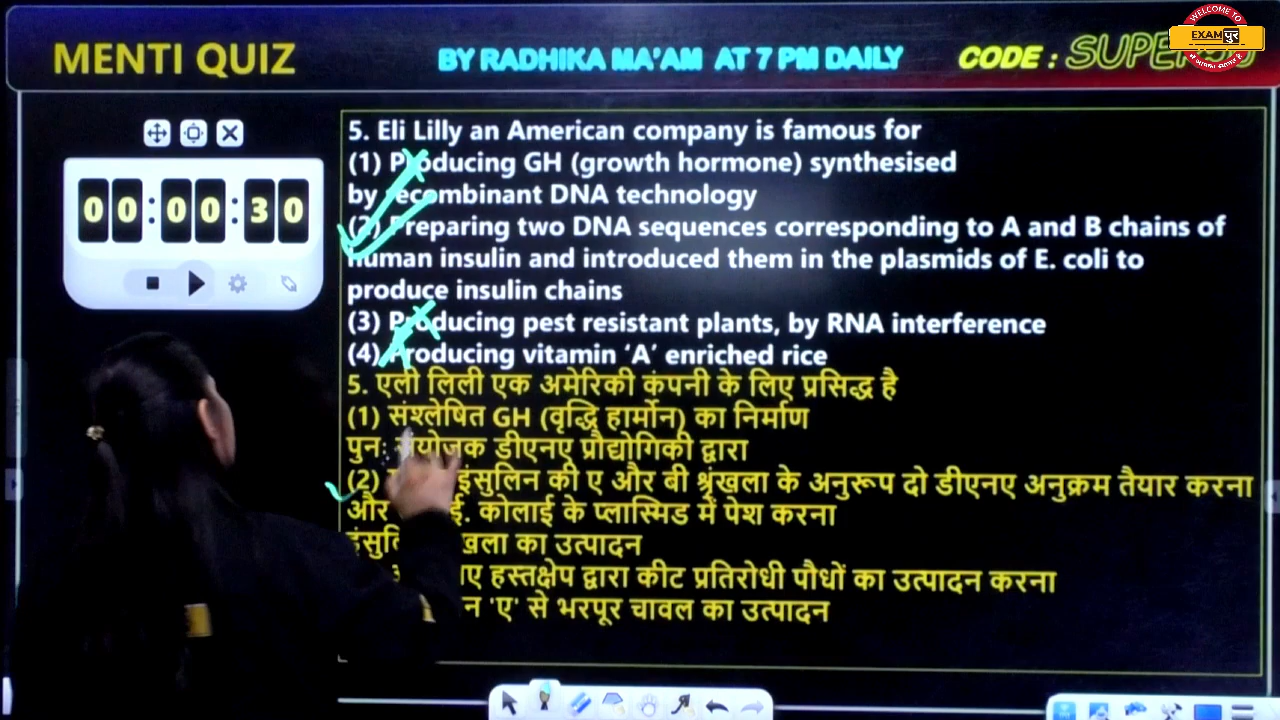 MENTI QUIZ
BY RADHIKA MA'AM AT 7 PM DAILY
CODE :
WELCOME TO
EXAM पुर
00:00:30
5. Eli Lilly an American company is famous for
(1) Producing GH (growth hormone) synthesised
by recombinant DNA technology
(2) Preparing two DNA sequences corresponding to A and B chains of
human insulin and introduced them in the plasmids of E. coli to
produce insulin chains
(3) Producing pest resistant plants, by RNA interference
(4) Producing vitamin ‘A’ enriched rice
5. एली लिली एक अमेरिकी कंपनी के लिए प्रसिद्ध है
(1) संश्लेषित GH (वृद्धि हार्मोन) का निर्माण
डीएनए प्रौद्योगिकी द्वारा
(2) इंसुलिन की ए और बी श्रृंखला के अनुरूप दो डीएनए अनुक्रम तैयार करना
और ई. कोलाई के प्लास्मिड में पेश करना
का उत्पादन
हस्तक्षेप द्वारा कीट प्रतिरोधी पौधों का उत्पादन करना
'ए' से भरपूर चावल का उत्पादन